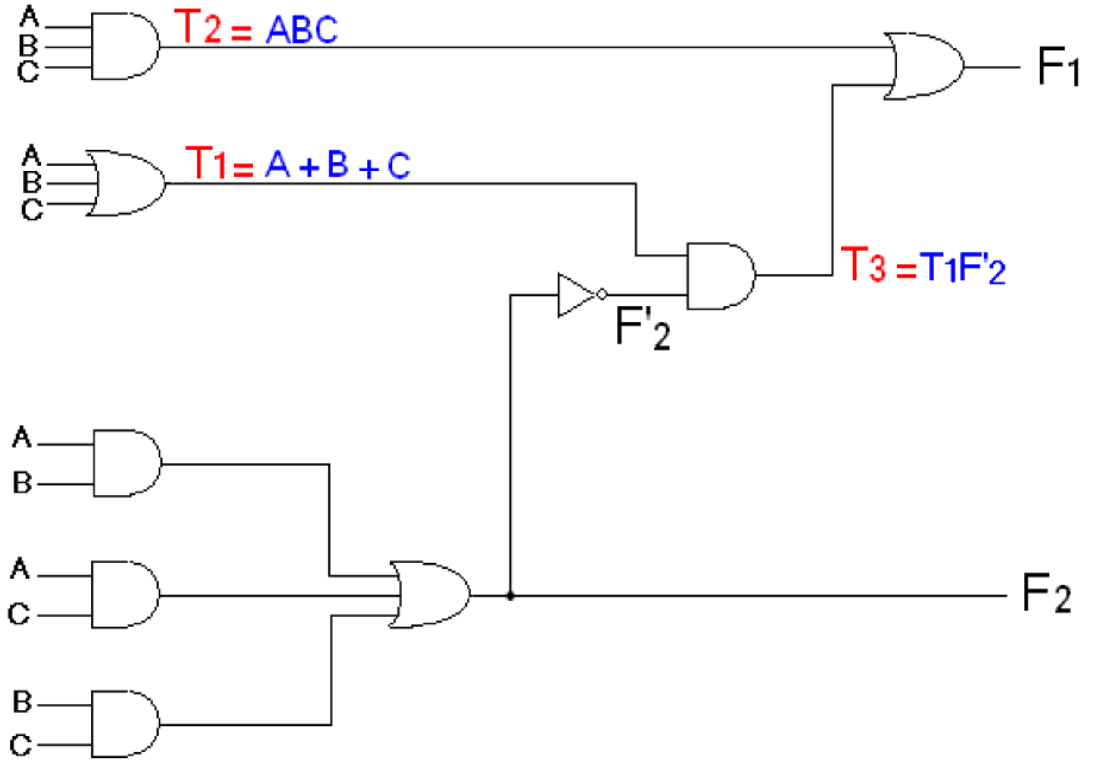 A
B
C
T2 = ABC
F1
A
B
C
T1 = A + B + C
T3 =T1F'2
F'2
A
B
A
C
F2
B
C